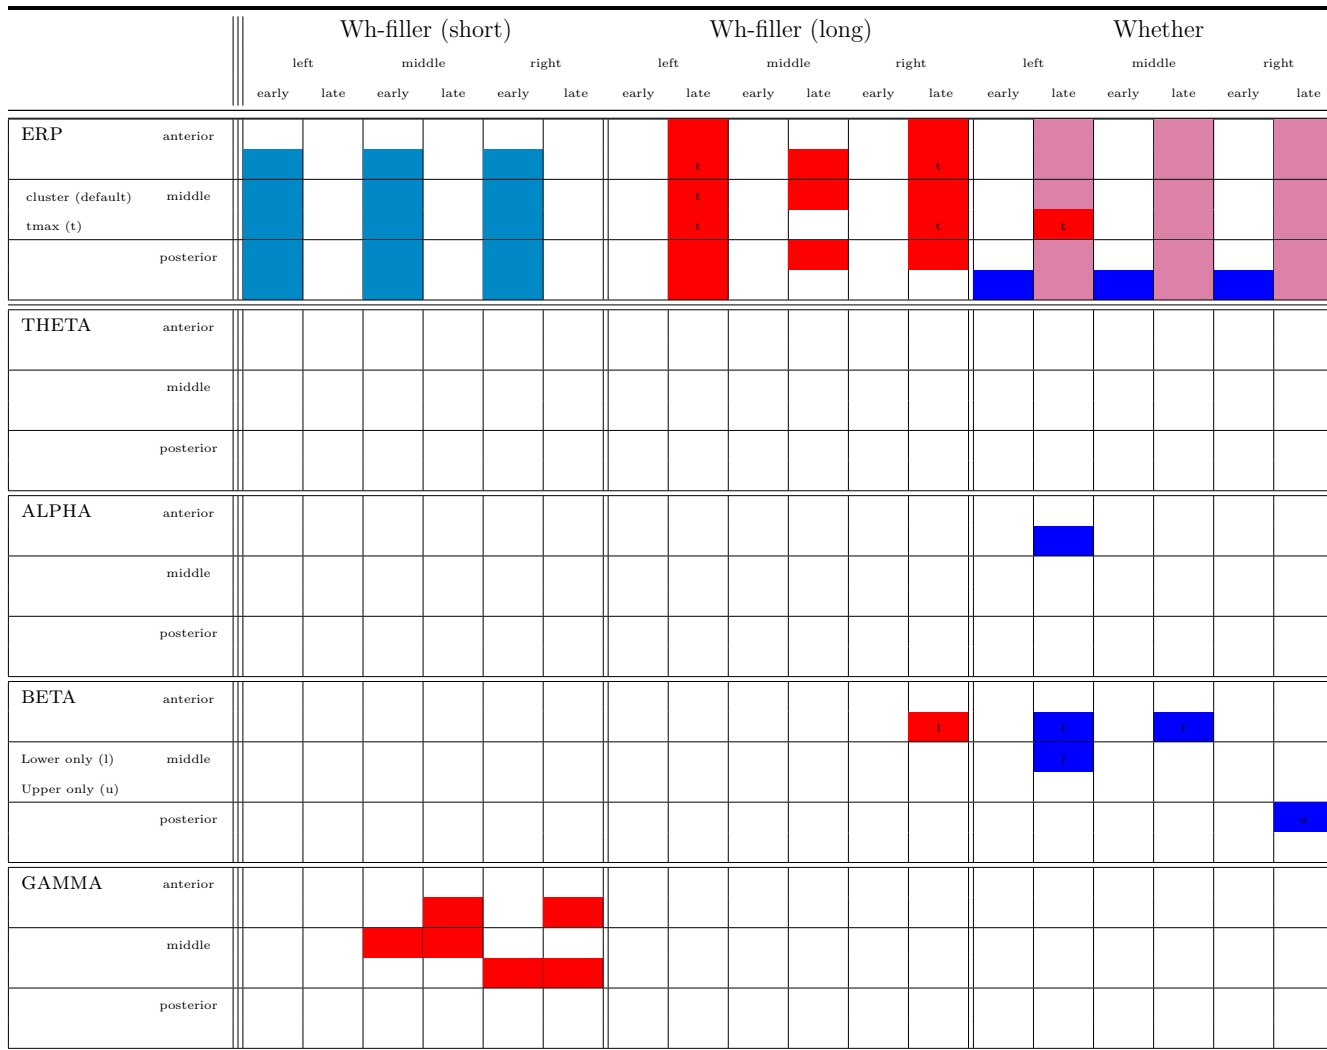 Wh-filler (short) Wh-filler (long) Whether
left middle right left middle right left middle right
early late early late early late early late early late early late early late early late early late
ERP anterior
t t
cluster (default) middle t
tmax (t) t t t
posterior
THETA anterior
middle
posterior
ALPHA anterior
middle
posterior
BETA anterior
l
Lower only (l) middle l
Upper only (u)
posterior u
GAMMA anterior
middle
posterior